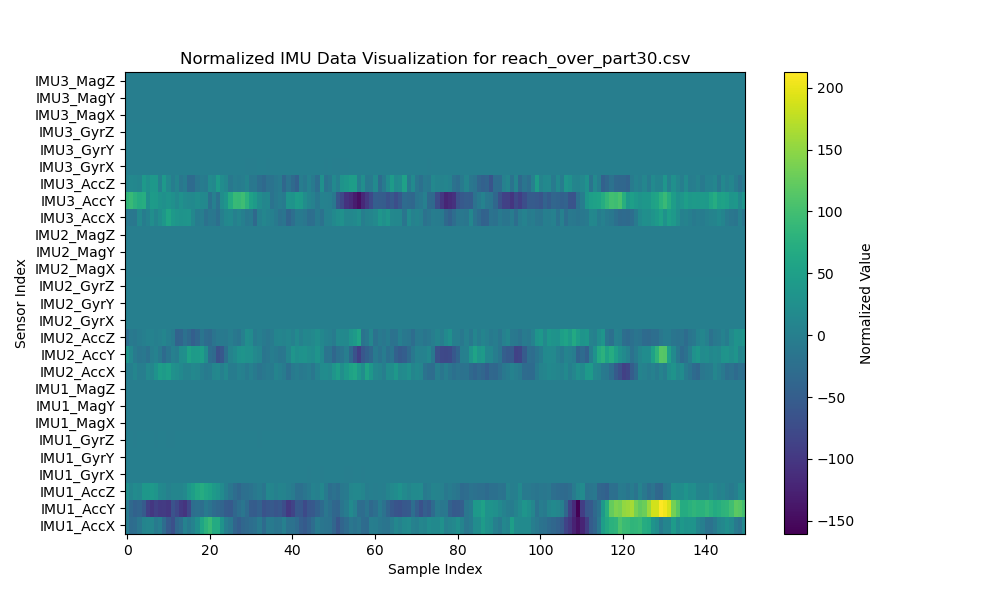 Normalized IMU Data Visualization for reach_over_part30.csv
IMU3_MagZ
IMU3_MagY
IMU3_MagX
IMU3_GyrZ
IMU3_GyrY
IMU3_GyrX
IMU3_AccZ
IMU3_AccY
IMU3_AccX
IMU2_MagZ
IMU2_MagY
IMU2_MagX
IMU2_GyrZ
IMU2_GyrY
IMU2_GyrX
IMU2_AccZ
IMU2_AccY
IMU2_AccX
IMU1_MagZ
IMU1_MagY
IMU1_MagX
IMU1_GyrZ
IMU1_GyrY
IMU1_GyrX
IMU1_AccZ
IMU1_AccY
IMU1_AccX
Sensor Index
0 20 40 60 80 100 120 140
Sample Index
200
150
100
50
0
−50
−100
−150
Normalized Value